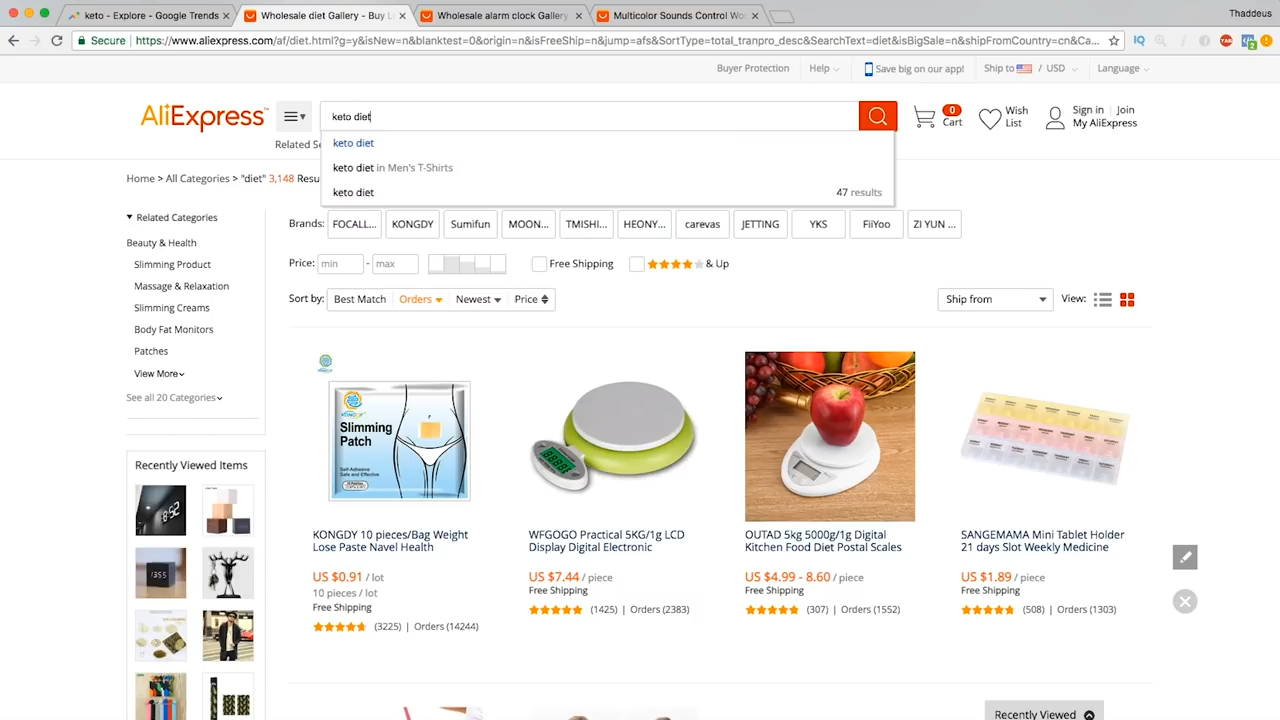 keto - Explore - Google Trends
Wholesale diet Gallery - Buy Lo
Wholesale alarm clock Gallery
Multicolor Sounds Control Wo
Thaddeus
Secure
https://www.aliexpress.com/af/diet.html?g=y&isNew=n&blanktest=0&origin=n&isFreeShip=n&jump=afs&SortType=total_tranpro_desc&SearchText=diet&isBigSale=n&shipFromCountry=cn&Ca...
Buyer Protection
Help
Save big on our app!
Ship to / USD
Language
AliExpress
keto diet
0
Cart
Wish
List
Sign in | Join
My AliExpress
keto diet
keto diet in Men's T-Shirts
keto diet 47 results
Related Se
Home > All Categories > "diet" 3,148 Resu
Related Categories
Beauty & Health
Slimming Product
Massage & Relaxation
Slimming Creams
Body Fat Monitors
Patches
View More
See all 20 Categories
Brands: FOCALL... KONGDY Sumifun MOON... TMISHI... HEONY... carevas JETTING YKS FiiYoo ZI YUN ...
Price: min - max
Free Shipping
& Up
Sort by: Best Match Orders Newest Price
Ship from
View:
Recently Viewed Items
Slimming
Patch
KONGDY 10 pieces/Bag Weight
Lose Paste Navel Health
US $0.91 / lot
10 pieces / lot
Free Shipping
(3225) | Orders (14244)
WFGOGO Practical 5KG/1g LCD
Display Digital Electronic
US $7.44 / piece
Free Shipping
(1425) | Orders (2383)
OUTAD 5kg 5000g/1g Digital
Kitchen Food Diet Postal Scales
US $4.99 - 8.60 / piece
Free Shipping
(307) | Orders (1552)
SANGEMAMA Mini Tablet Holder
21 days Slot Weekly Medicine
US $1.89 / piece
Free Shipping
(508) | Orders (1303)
Recently Viewed